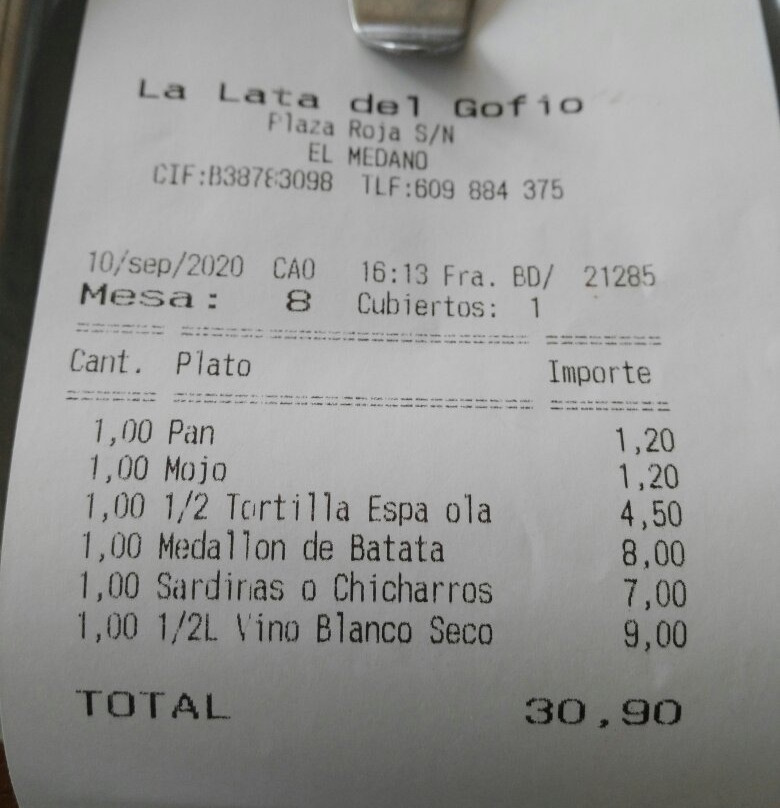 La Lata del Gofio
Plaza Roja S/N
EL MEDANO
CIF:B38783098 TLF:609 884 375
10/sep/2020 CAO 16:13 Fra. BD/ 21285
Mesa: 8 Cubiertos: 1
Cant. Plato Importe
1,00 Pan 1,20
1,00 Mojo 1,20
1,00 1/2 Tortilla Espa ola 4,50
1,00 Medallon de Batata 8,00
1,00 Sardinas o Chicharros 7,00
1,00 1/2L Vino Blanco Seco 9,00
TOTAL 30,90